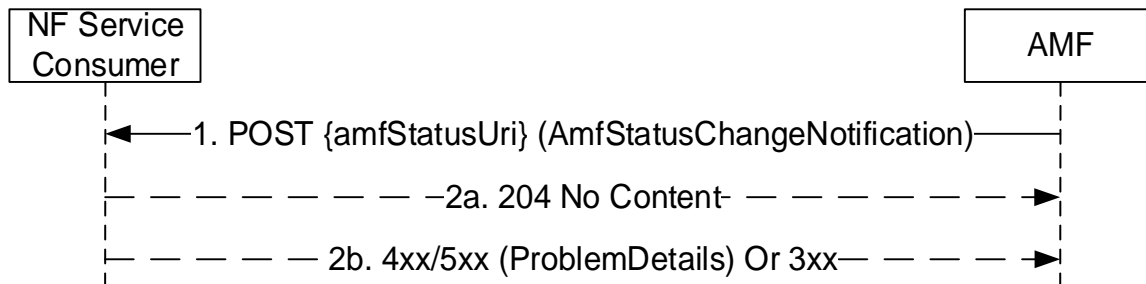 NF Service
Consumer
AMF
1. POST {amfStatusUri} (AmfStatusChangeNotification)
2a. 204 No Content
2b. 4xx/5xx (ProblemDetails) Or 3xx